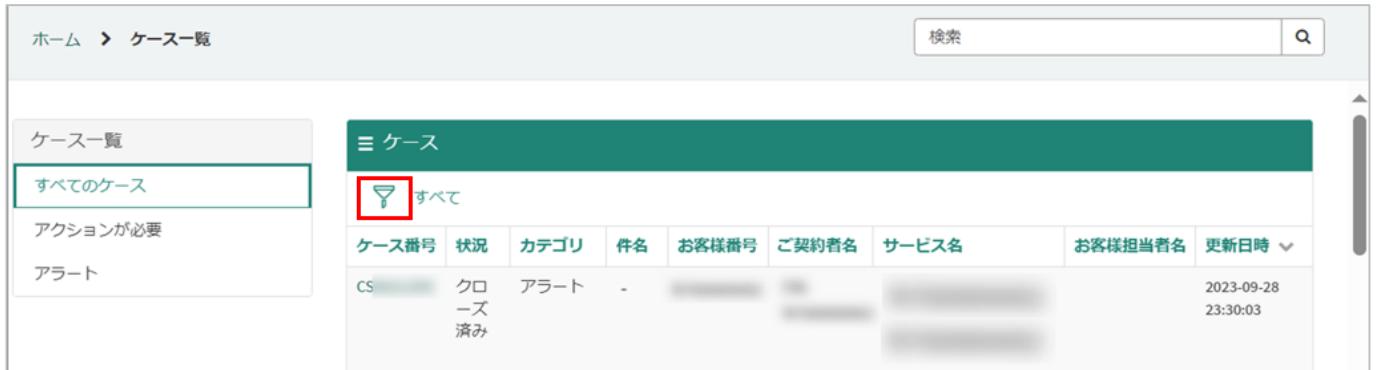 ホーム > ケース一覧
検索
ケース一覧
すべてのケース
アクションが必要
アラート
ケース
すべて
ケース番号 状況 カテゴリ 件名 お客様番号 ご契約者名 サービス名 お客様担当者名 更新日時
CS クロ アラート - 2023-09-28
ーズ 23:30:03
済み